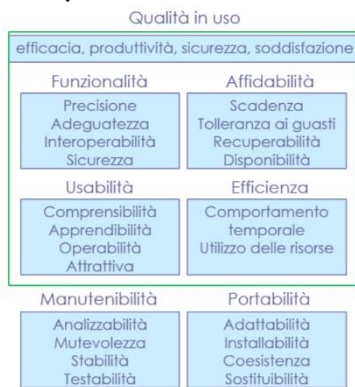 Qualità in uso
efficacia, produttività, sicurezza, soddisfazione
Funzionalità
Precisione
Adeguatezza
Interoperabilità
Sicurezza
Affidabilità
Scadenza
Tolleranza ai guasti
Recuperabilità
Disponibilità
Usabilità
Comprensibilità
Apprendibilità
Operabilità
Attrattiva
Efficienza
Comportamento
temporale
Utilizzo delle risorse
Manutenibilità
Analizzabilità
Mutevolezza
Stabilità
Testabilità
Portabilità
Adattabilità
Installabilità
Coesistenza
Sostituibilità